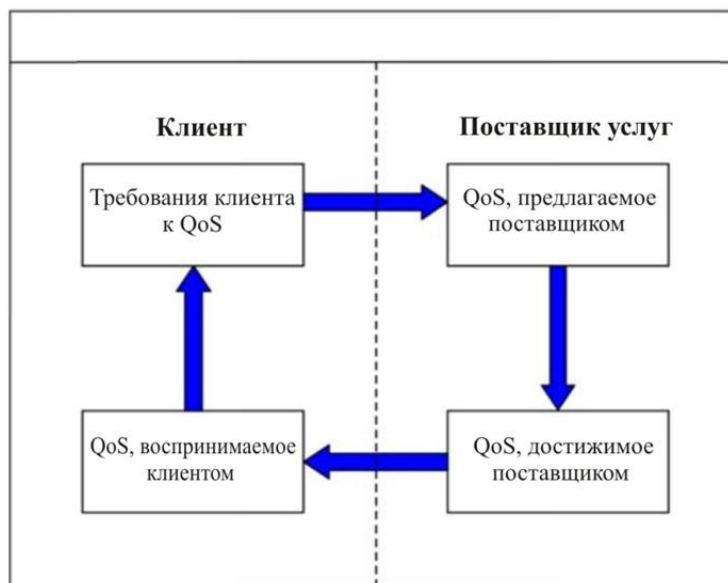 Клиент
Поставщик услуг
Требования клиента
к QoS
QoS, предлагаемое
поставщиком
QoS, воспринимаемое
клиентом
QoS, достижимое
поставщиком